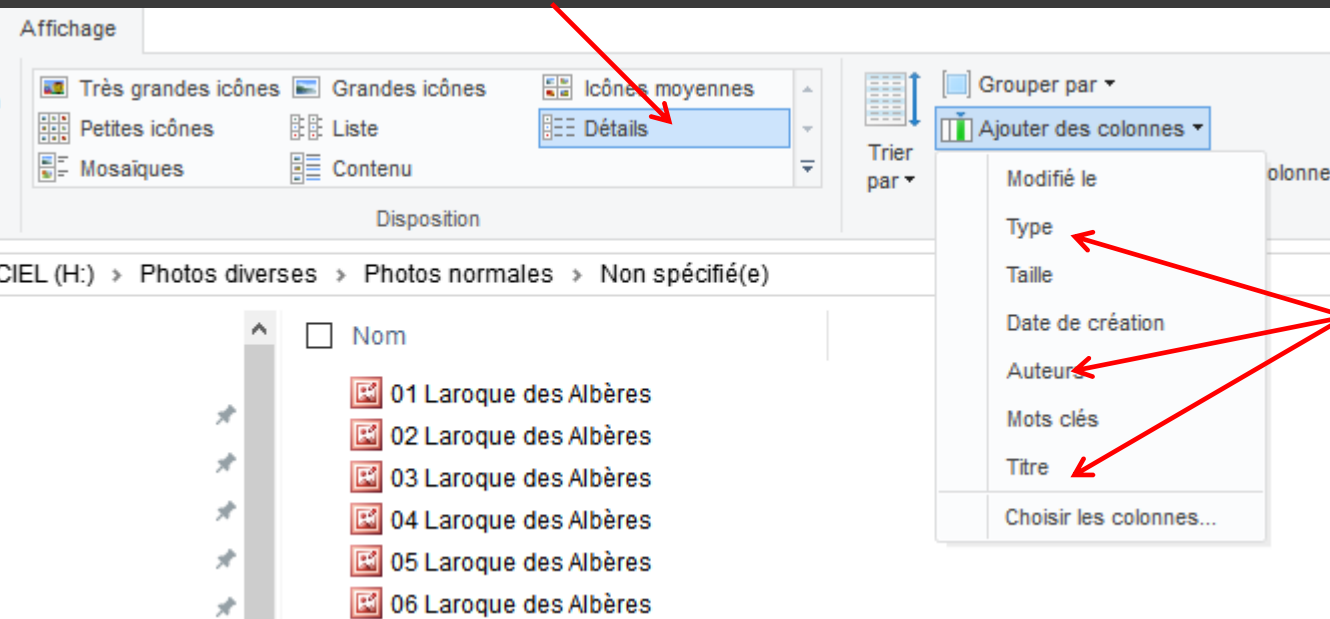 Affichage
Très grandes icônes
Grandes icônes
Icônes moyennes
Petites icônes
Liste
Détails
Mosaïques
Contenu
Disposition
Trier
par
Grouper par
Ajouter des colonnes
olonne
Modifié le
Type
Taille
Date de création
Auteurs
Mots clés
Titre
Choisir les colonnes...
CIEL (H:) > Photos diverses > Photos normales > Non spécifié(e)
Nom
01 Laroque des Albères
02 Laroque des Albères
03 Laroque des Albères
04 Laroque des Albères
05 Laroque des Albères
06 Laroque des Albères